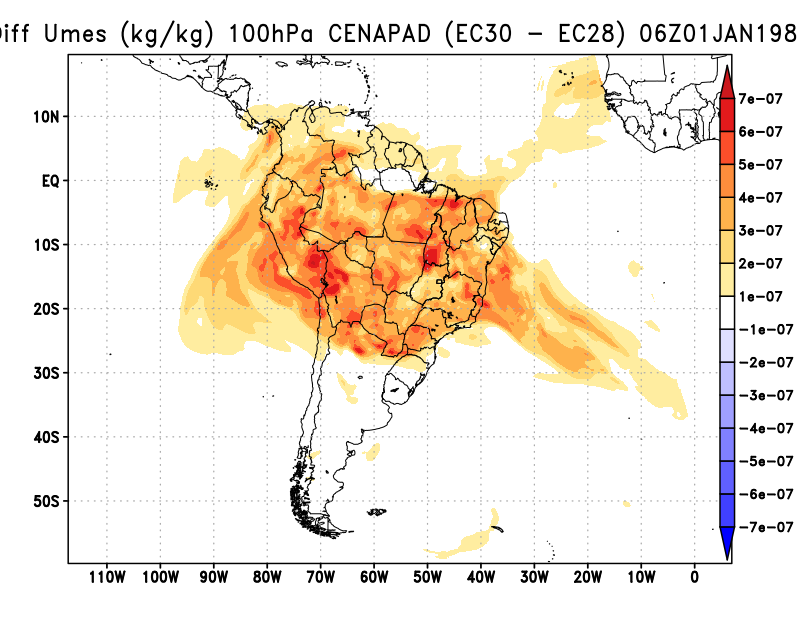 Diff Umes (kg/kg) 100hPa CENAPAD (EC30 − EC28) 06Z01JAN198
10N
EQ
10S
20S
30S
40S
50S
110W 100W 90W 80W 70W 60W 50W 40W 30W 20W 10W 0
7e−07
6e−07
5e−07
4e−07
3e−07
2e−07
1e−07
−1e−07
−2e−07
−3e−07
−4e−07
−5e−07
−6e−07
−7e−07